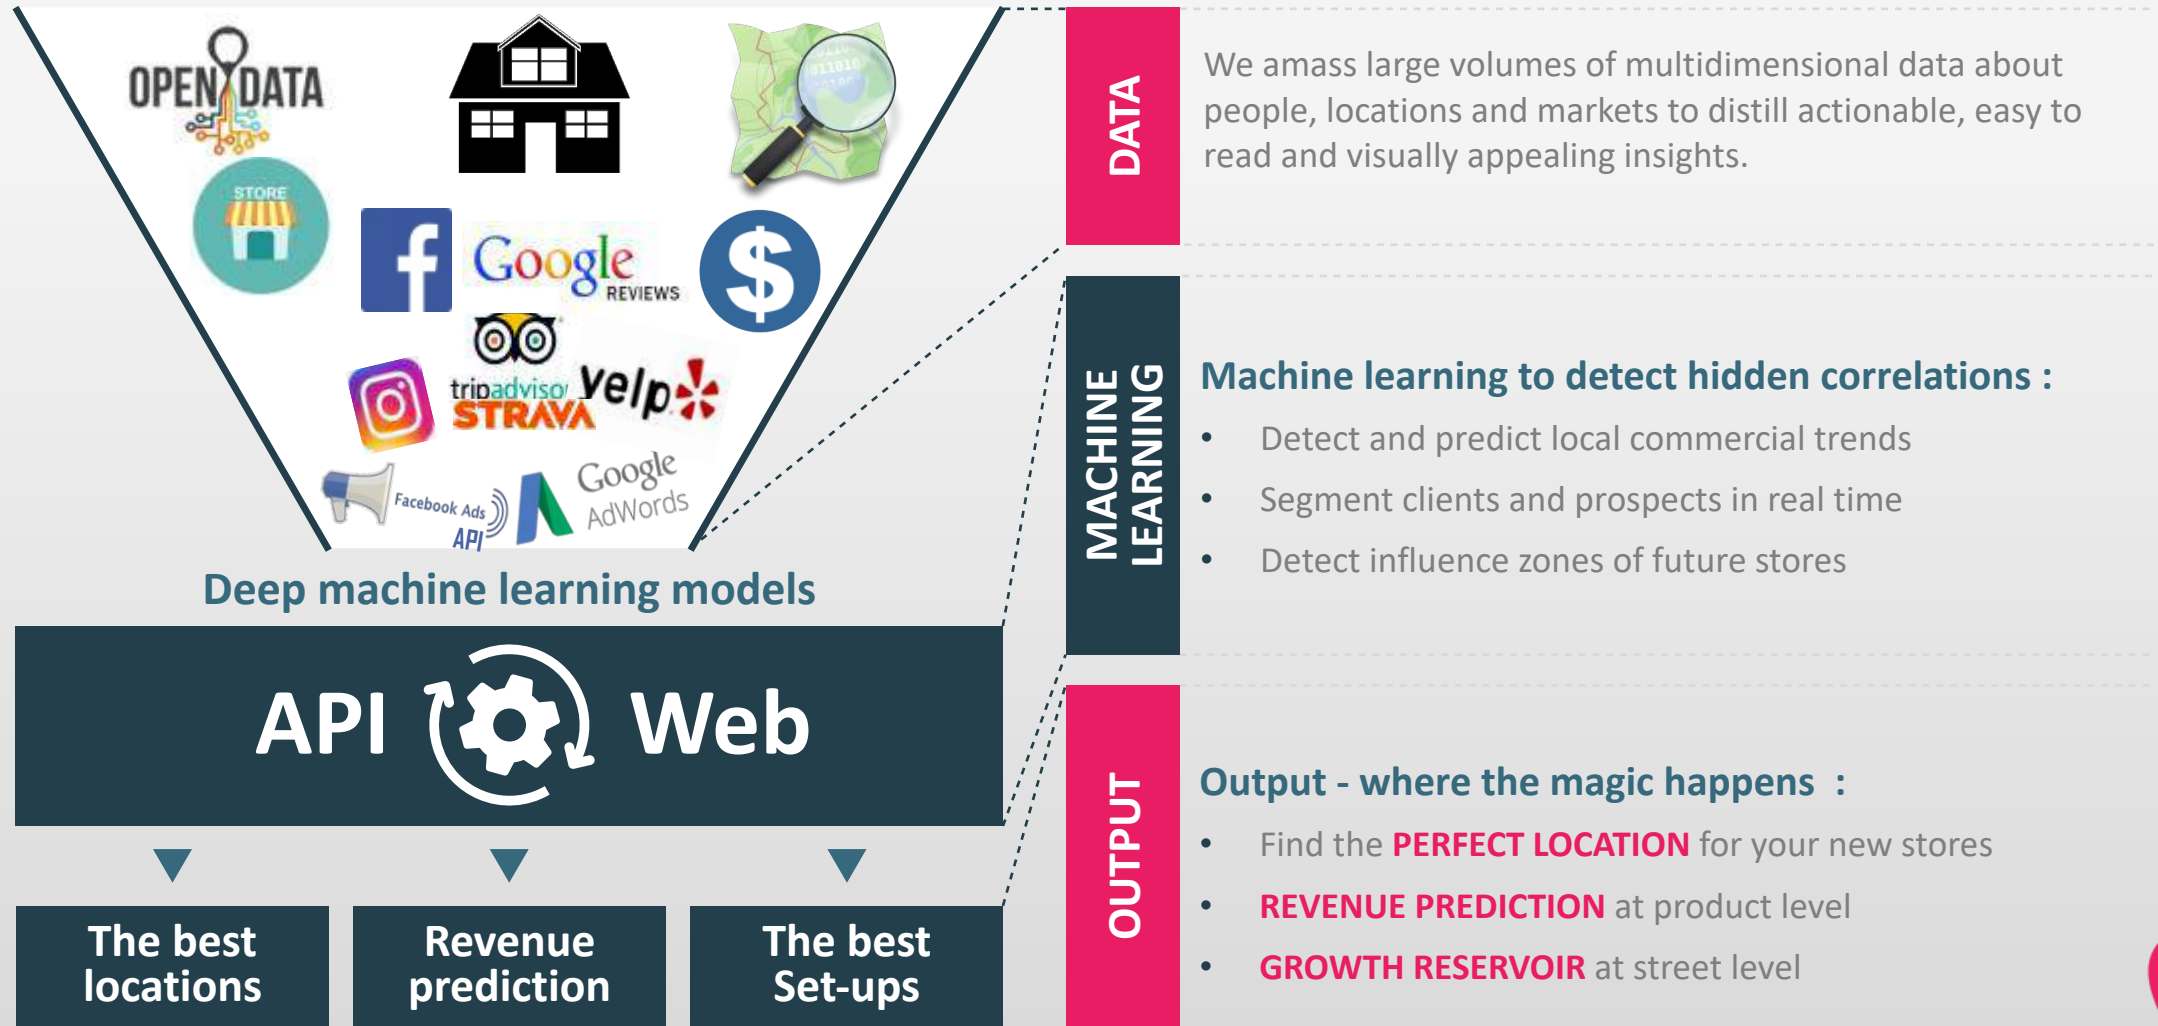 OPEN DATA
STORE
Google
REVIEWS
tripadviso
yelp
STRAVA
Facebook Ads
API
Google
AdWords
Deep machine learning models
API
Web
The best
locations
Revenue
prediction
The best
Set-ups
DATA
We amass large volumes of multidimensional data about
people, locations and markets to distill actionable, easy to
read and visually appealing insights.
MACHINE
LEARNING
Machine learning to detect hidden correlations :
• Detect and predict local commercial trends
• Segment clients and prospects in real time
• Detect influence zones of future stores
OUTPUT
Output - where the magic happens :
• Find the PERFECT LOCATION for your new stores
• REVENUE PREDICTION at product level
• GROWTH RESERVOIR at street level